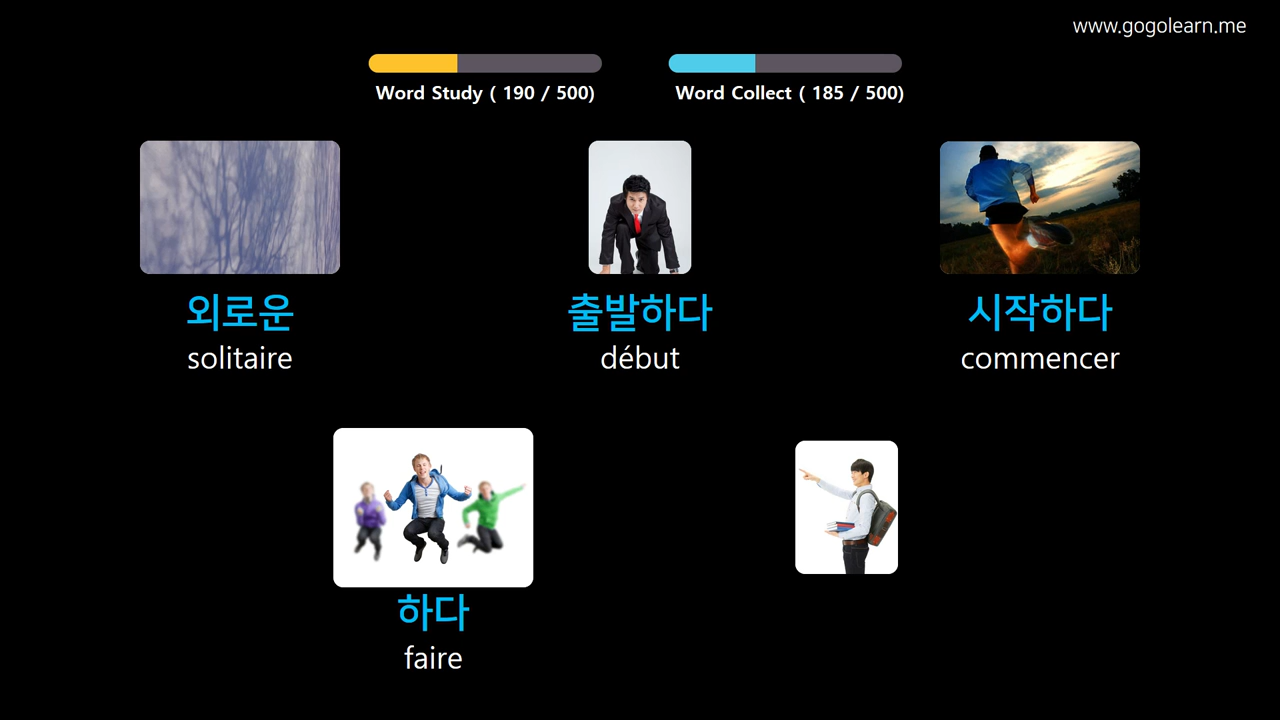 www.gogolearn.me
Word Study ( 190 / 500)
Word Collect ( 185 / 500)
외로운
solitaire
출발하다
début
시작하다
commencer
하다
faire